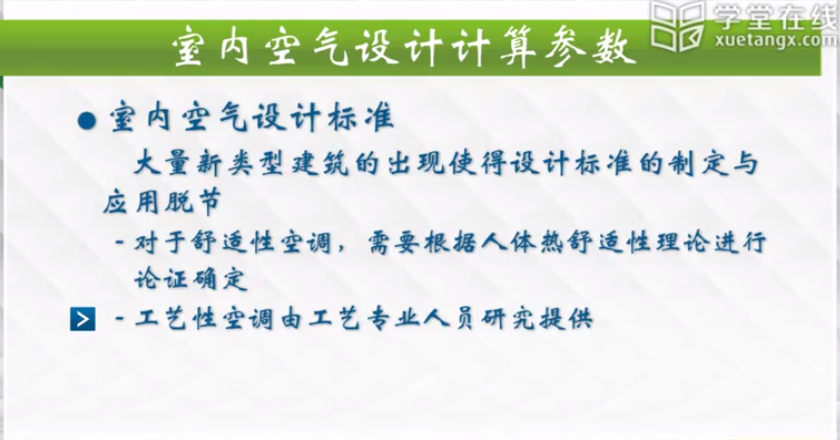 学堂在线
xuetangx.com
室内空气设计计算参数
室内空气设计标准
大量新类型建筑的出现使得设计标准的制定与
应用脱节
- 对于舒适性空调，需要根据人体热舒适性理论进行
论证确定
- 工艺性空调由工艺专业人员研究提供